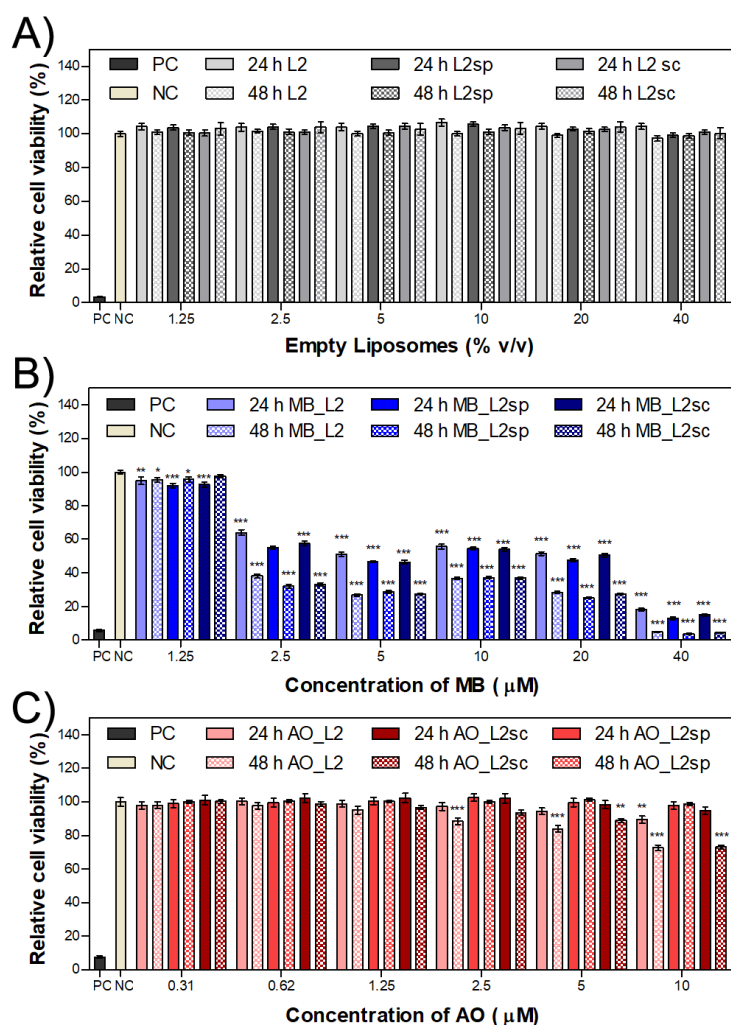 A)
PC 24 h L2 24 h L2sp 24 h L2 sc
NC 48 h L2 48 h L2sp 48 h L2sc
Relative cell viability (%)
140
120
100
80
60
40
20
0
PC NC 1.25 2.5 5 10 20 40
Empty Liposomes (% v/v)
B)
PC 24 h MB_L2 24 h MB_L2sp 24 h MB_L2sc
NC 48 h MB_L2 48 h MB_L2sp 48 h MB_L2sc
Relative cell viability (%)
140
120
100
80
60
40
20
0
** * *** * ***
*** *** *** *** ***
*** *** *** *** *** ***
*** *** *** *** *** ***
*** *** *** *** *** ***
*** *** *** *** *** ***
PC NC 1.25 2.5 5 10 20 40
Concentration of MB ( μM)
C)
PC 24 h AO_L2 24 h AO_L2sc 24 h AO_L2sp
NC 48 h AO_L2 48 h AO_L2sc 48 h AO_L2sp
Relative cell viability (%)
140
120
100
80
60
40
20
0
*** *** ** ** *** ***
PC NC 0.31 0.62 1.25 2.5 5 10
Concentration of AO ( μM)